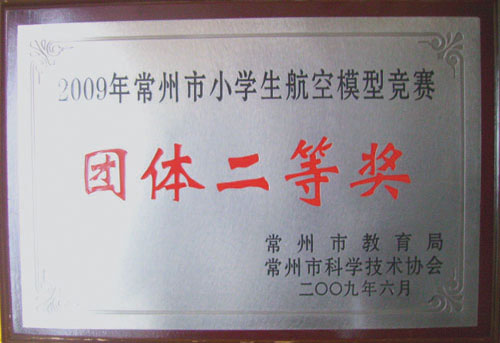 2009年常州市小学生航空模型竞赛
团体二等奖
常州市教育局
常州市科学技术协会
二〇〇九年六月